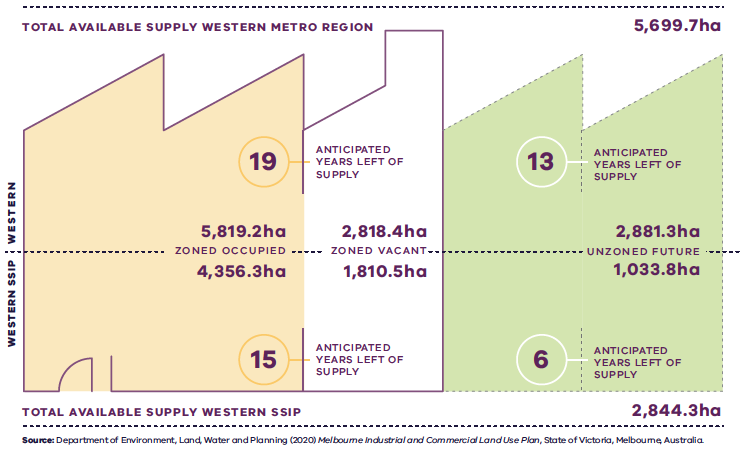 TOTAL AVAILABLE SUPPLY WESTERN METRO REGION
5,699.7ha
19
ANTICIPATED
YEARS LEFT OF
SUPPLY
13
ANTICIPATED
YEARS LEFT OF
SUPPLY
WESTERN
5,819.2ha
2,818.4ha
2,881.3ha
ZONED OCCUPIED
ZONED VACANT
UNZONED FUTURE
WESTERN SSIP
4,356.3ha
1,810.5ha
1,033.8ha
15
ANTICIPATED
YEARS LEFT OF
SUPPLY
6
ANTICIPATED
YEARS LEFT OF
SUPPLY
TOTAL AVAILABLE SUPPLY WESTERN SSIP
2,844.3ha
Source: Department of Environment, Land, Water and Planning (2020) Melbourne Industrial and Commercial Land Use Plan, State of Victoria, Melbourne, Australia.